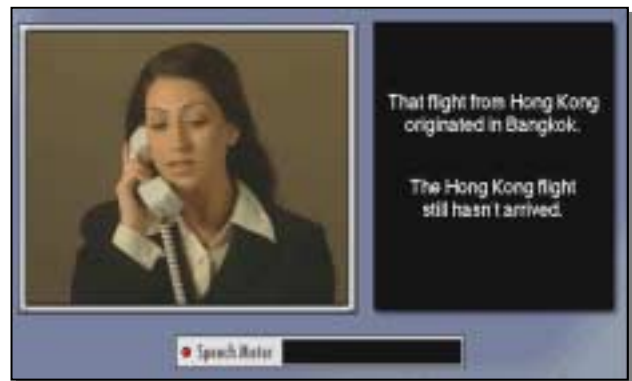 That flight from Hong Kong
originated in Bangkok.
The Hong Kong flight
still hasn't arrived.
Speech Meter